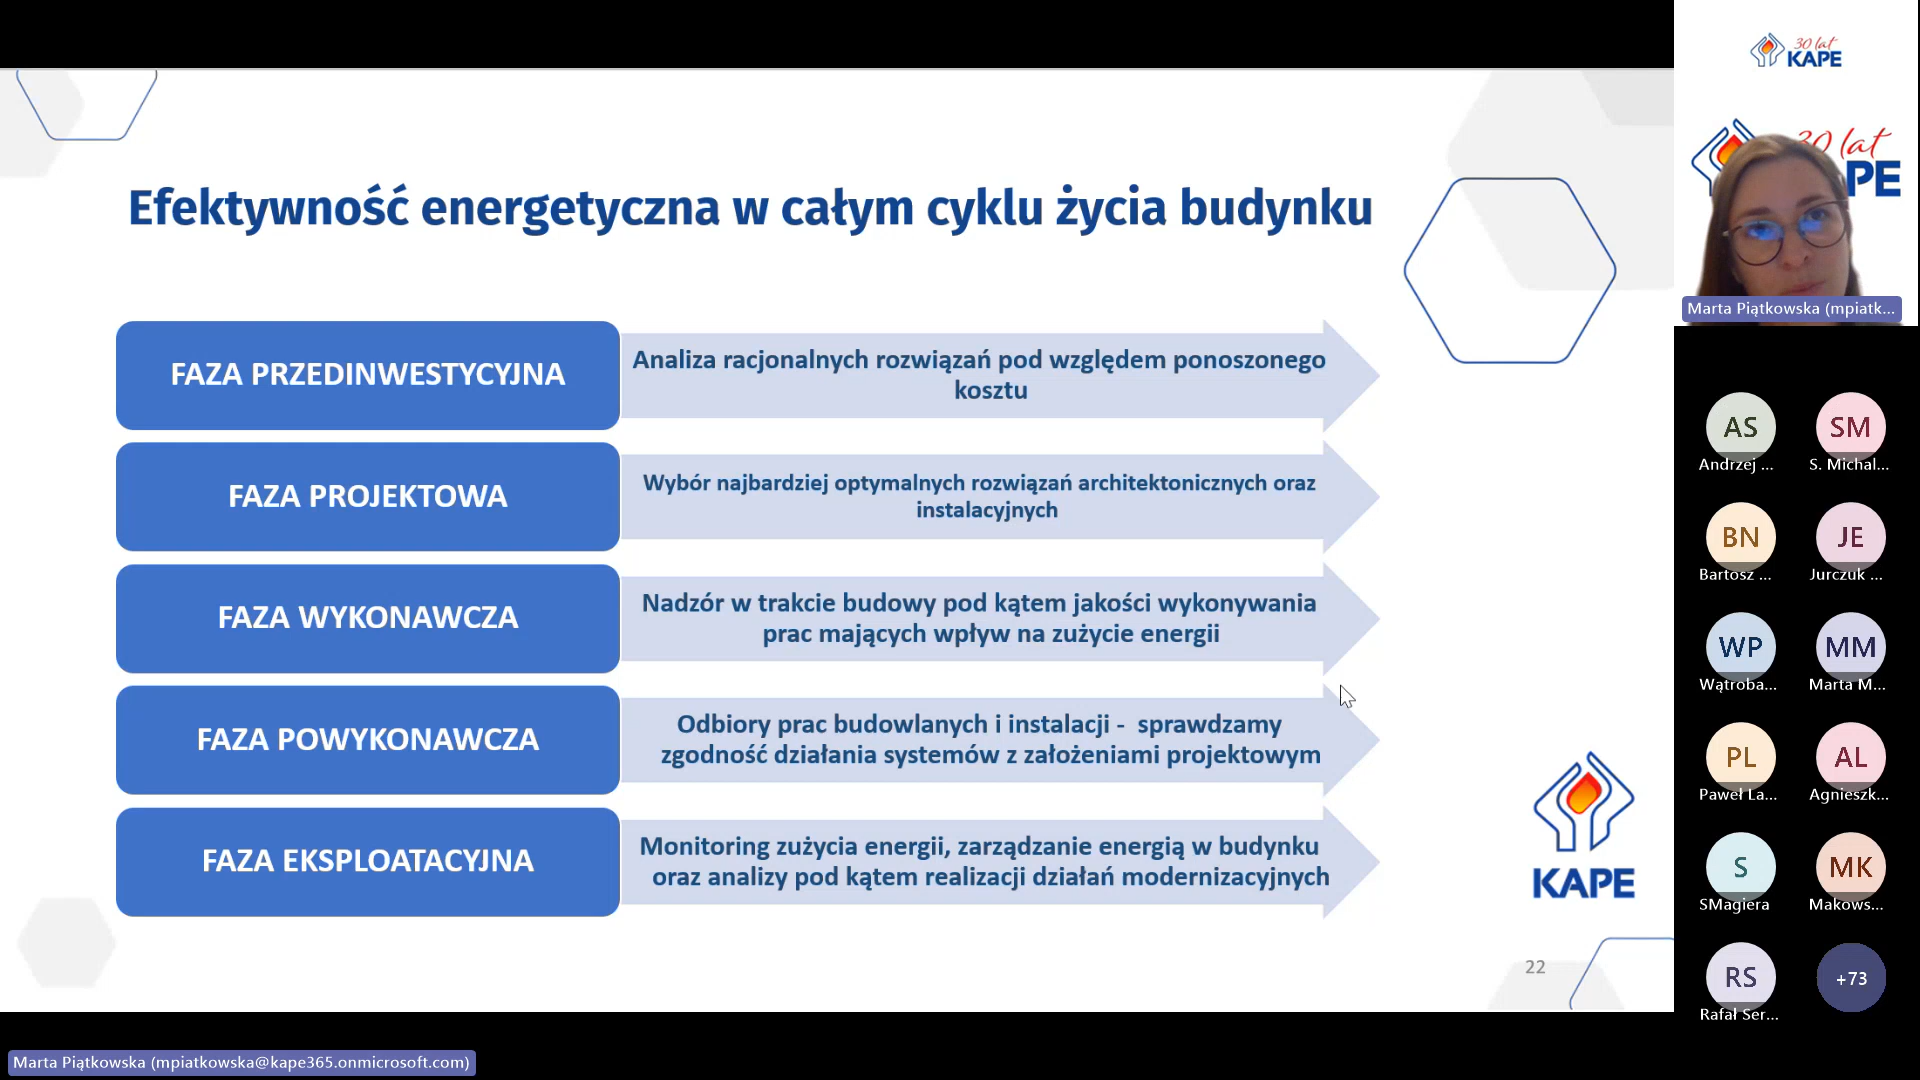 Efektywność energetyczna w całym cyklu życia budynku
FAZA PRZEDINWESTYCYJNA
Analiza racjonalnych rozwiązań pod względem ponoszonego
kosztu
FAZA PROJEKTOWA
Wybór najbardziej optymalnych rozwiązań architektonicznych oraz
instalacyjnych
FAZA WYKONAWCZA
Nadzór w trakcie budowy pod kątem jakości wykonywania
prac mających wpływ na zużycie energii
FAZA POWYKONAWCZA
Odbiory prac budowlanych i instalacji - sprawdzamy
zgodność działania systemów z założeniami projektowym
FAZA EKSPLOATACYJNA
Monitoring zużycia energii, zarządzanie energią w budynku
oraz analizy pod kątem realizacji działań modernizacyjnych
KAPE
22
30 lat
KAPE
30 lat
PE
Marta Piątkowska (mpiatk...
AS
Andrzej ...
SM
S. Michal...
BN
Bartosz ...
JE
Jurczuk ...
WP
Wątroba...
MM
Marta M...
PL
Paweł La...
AL
Agnieszk...
S
SMagiera
MK
Makows...
RS
Rafał Ser...
+73
Marta Piątkowska (mpiatkowska@kape365.onmicrosoft.com)